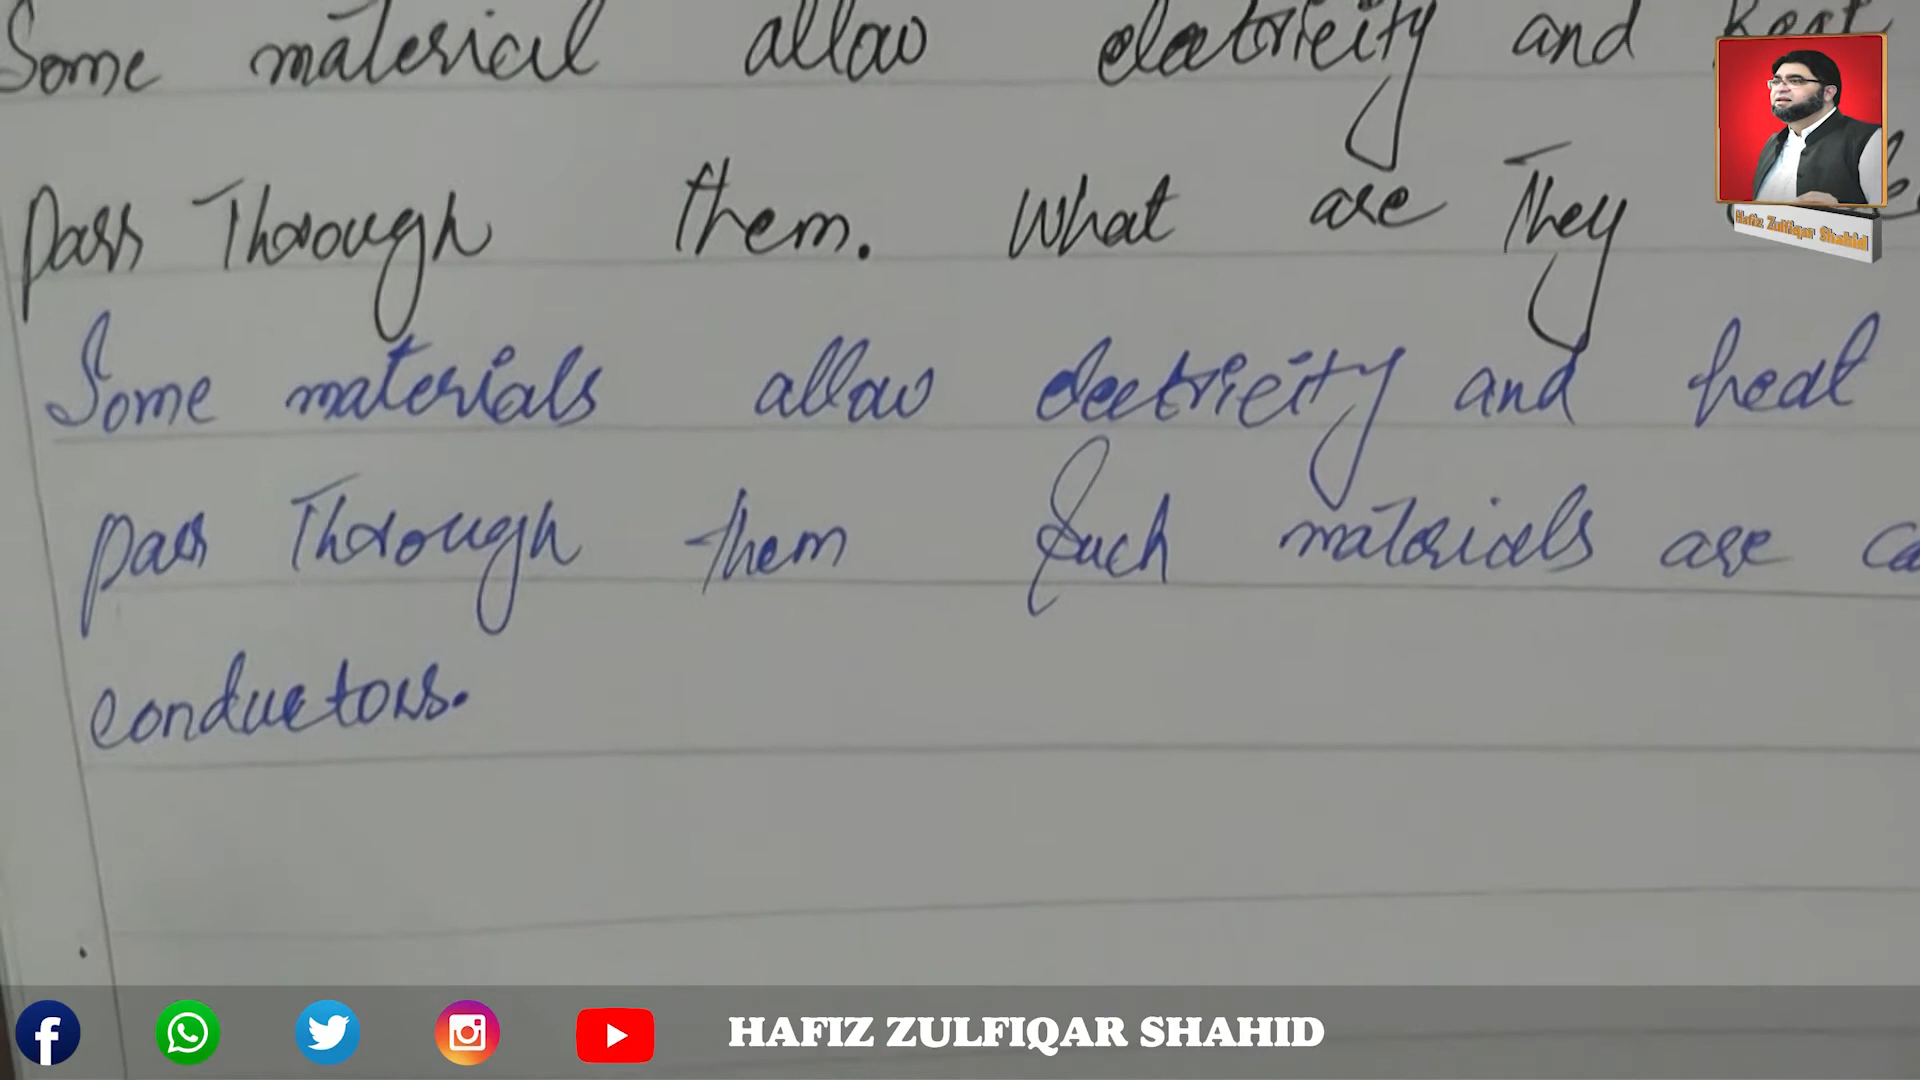 Some material allow electricity and heat
Hafiz Zulfiqar Shahid
pass Through them. What are They
Some materials allow electricity and heat
pass Through them Such materials are ca
conductors.
HAFIZ ZULFIQAR SHAHID